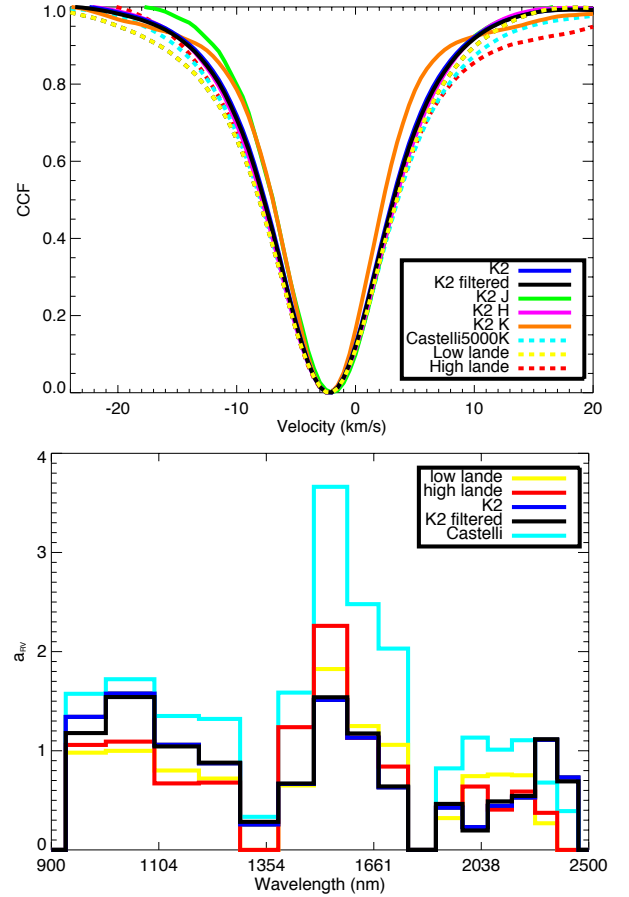 1.0
0.8
0.6
0.4
0.2
0.0
CCF
-20 -10 0 10 20
Velocity (km/s)
K2
K2 filtered
K2 J
K2 H
K2 K
Castelli5000K
Low lande
High lande
4
3
2
1
0
aRV
900 1104 1354 1661 2038 2500
Wavelength (nm)
low lande
high lande
K2
K2 filtered
Castelli